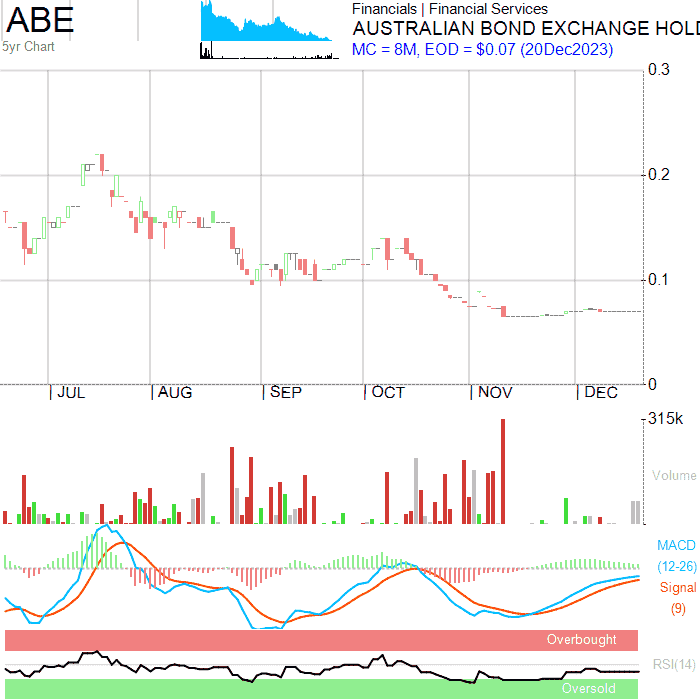 ABE
5yr Chart
Financials | Financial Services
AUSTRALIAN BOND EXCHANGE HOLD
MC = 8M, EOD = $0.07 (20Dec2023)
0.3
0.2
0.1
0
JUL AUG SEP OCT NOV DEC
315k
Volume
MACD
(12-26)
Signal
(9)
Overbought
RSI(14)
Oversold